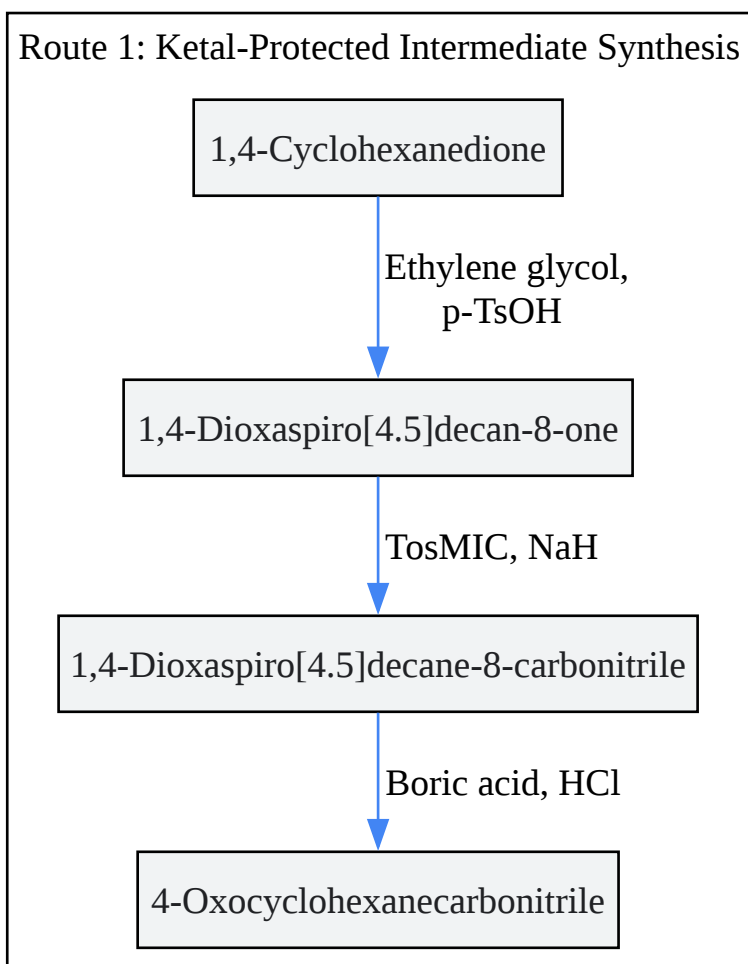 Route 1: Ketal-Protected Intermediate Synthesis
1,4-Cyclohexanedione
Ethylene glycol,
p-TsOH
1,4-Dioxaspiro[4.5]decan-8-one
TosMIC, NaH
1,4-Dioxaspiro[4.5]decane-8-carbonitrile
Boric acid, HCl
4-Oxocyclohexanecarbonitrile